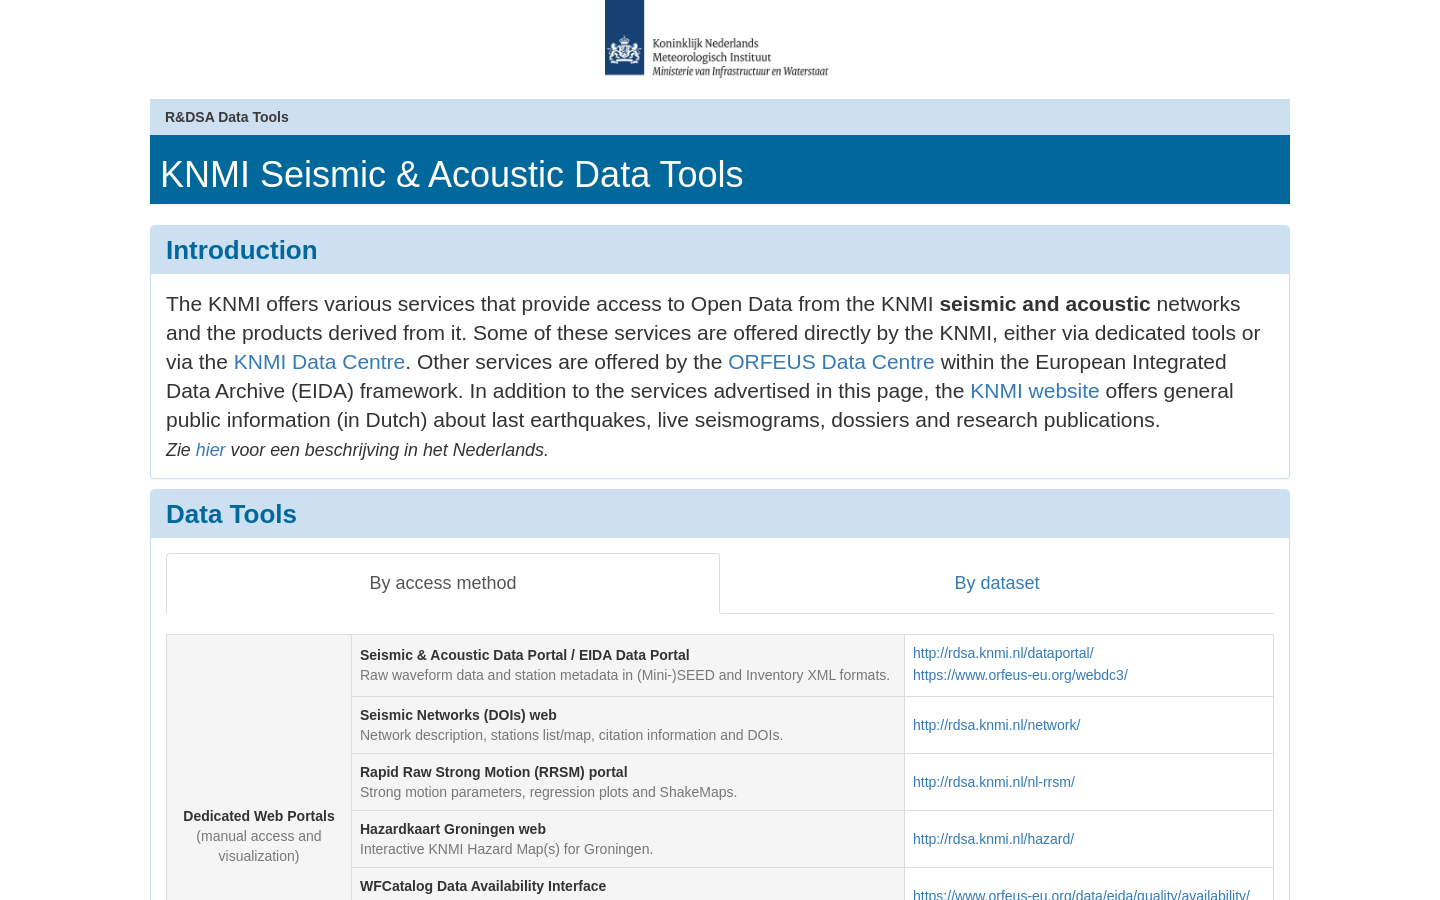 Koninklijk Nederlands
Meteorologisch Instituut
Ministerie van Infrastructuur en Waterstaat
R&DSA Data Tools
KNMI Seismic & Acoustic Data Tools
Introduction
The KNMI offers various services that provide access to Open Data from the KNMI seismic and acoustic networks
and the products derived from it. Some of these services are offered directly by the KNMI, either via dedicated tools or
via the KNMI Data Centre. Other services are offered by the ORFEUS Data Centre within the European Integrated
Data Archive (EIDA) framework. In addition to the services advertised in this page, the KNMI website offers general
public information (in Dutch) about last earthquakes, live seismograms, dossiers and research publications.
Zie hier voor een beschrijving in het Nederlands.
Data Tools
By access method
By dataset
Dedicated Web Portals
(manual access and
visualization)
Seismic & Acoustic Data Portal / EIDA Data Portal
Raw waveform data and station metadata in (Mini-)SEED and Inventory XML formats.
http://rdsa.knmi.nl/dataportal/
https://www.orfeus-eu.org/webdc3/
Seismic Networks (DOIs) web
Network description, stations list/map, citation information and DOIs.
http://rdsa.knmi.nl/network/
Rapid Raw Strong Motion (RRSM) portal
Strong motion parameters, regression plots and ShakeMaps.
http://rdsa.knmi.nl/nl-rrsm/
Hazardkaart Groningen web
Interactive KNMI Hazard Map(s) for Groningen.
http://rdsa.knmi.nl/hazard/
WFCatalog Data Availability Interface
https://www.orfeus-eu.org/data/eida/quality/availability/